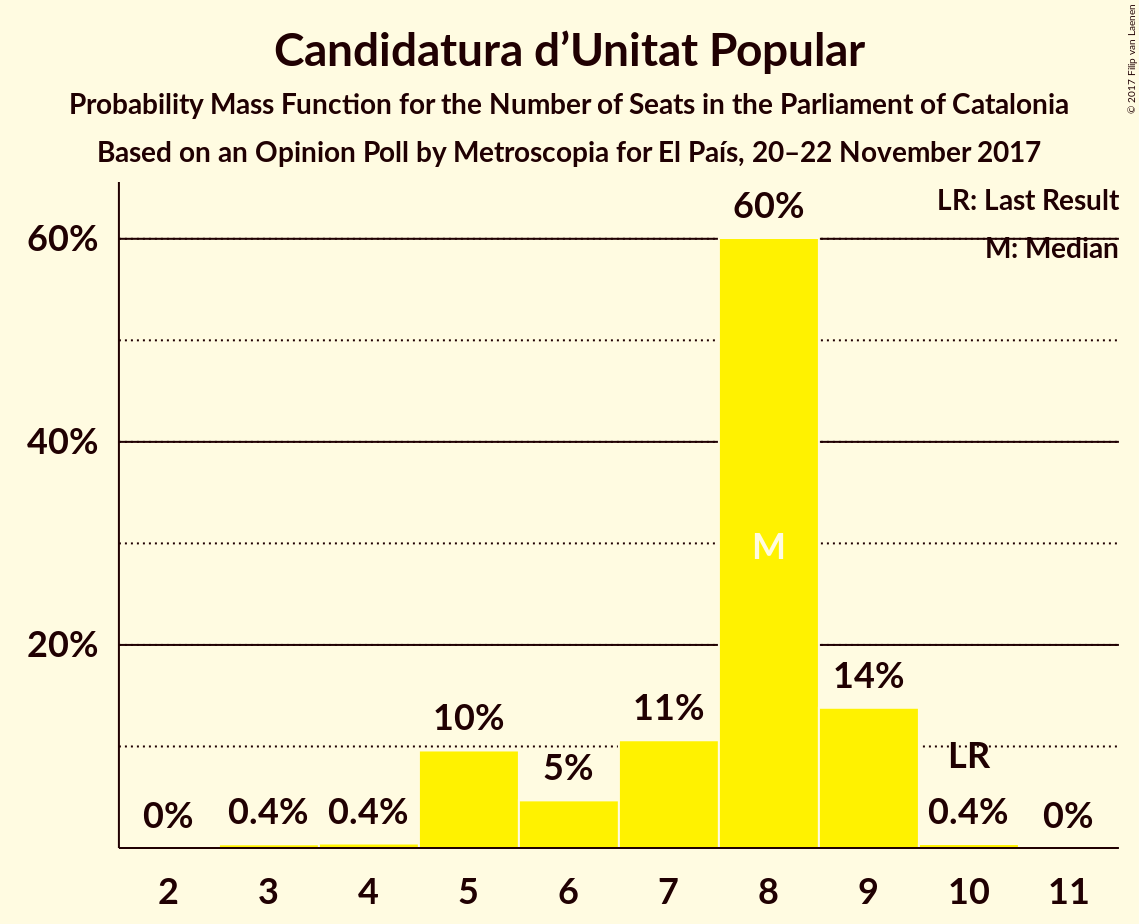 Candidatura d’Unitat Popular
Probability Mass Function for the Number of Seats in the Parliament of Catalonia
Based on an Opinion Poll by Metroscopia for El País, 20–22 November 2017
© 2017 Filip van Laenen
LR: Last Result
M: Median
60%
40%
20%
0%
0.4%
0.4%
10%
5%
11%
60%
M
14%
LR
0.4%
0%
2 3 4 5 6 7 8 9 10 11